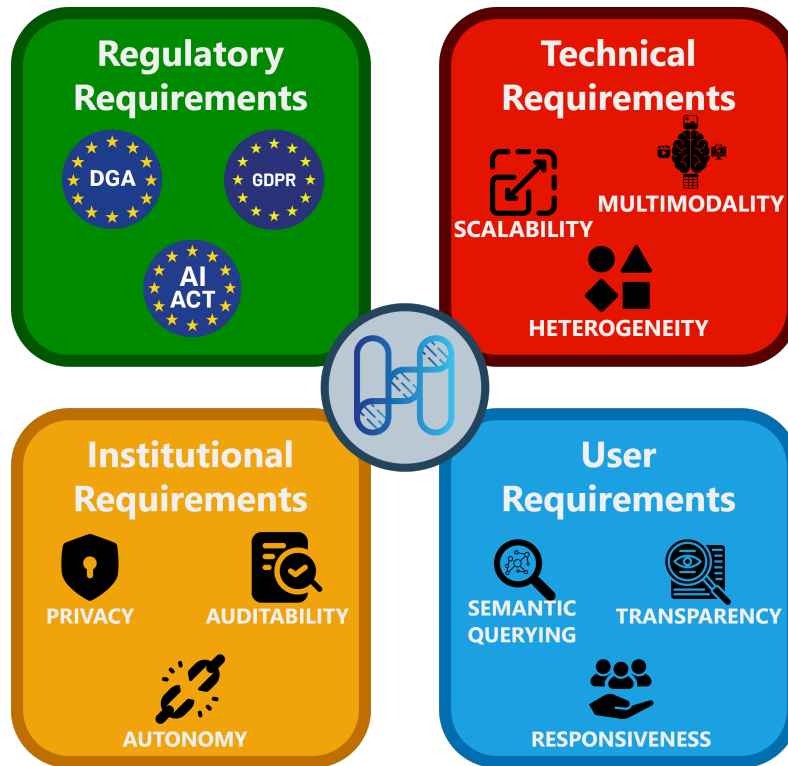 Regulatory
Requirements
DGA
GDPR
AI
ACT
Technical
Requirements
SCALABILITY
MULTIMODALITY
HETEROGENEITY
Institutional
Requirements
PRIVACY
AUDITABILITY
AUTONOMY
User
Requirements
SEMANTIC
QUERYING
TRANSPARENCY
RESPONSIVENESS